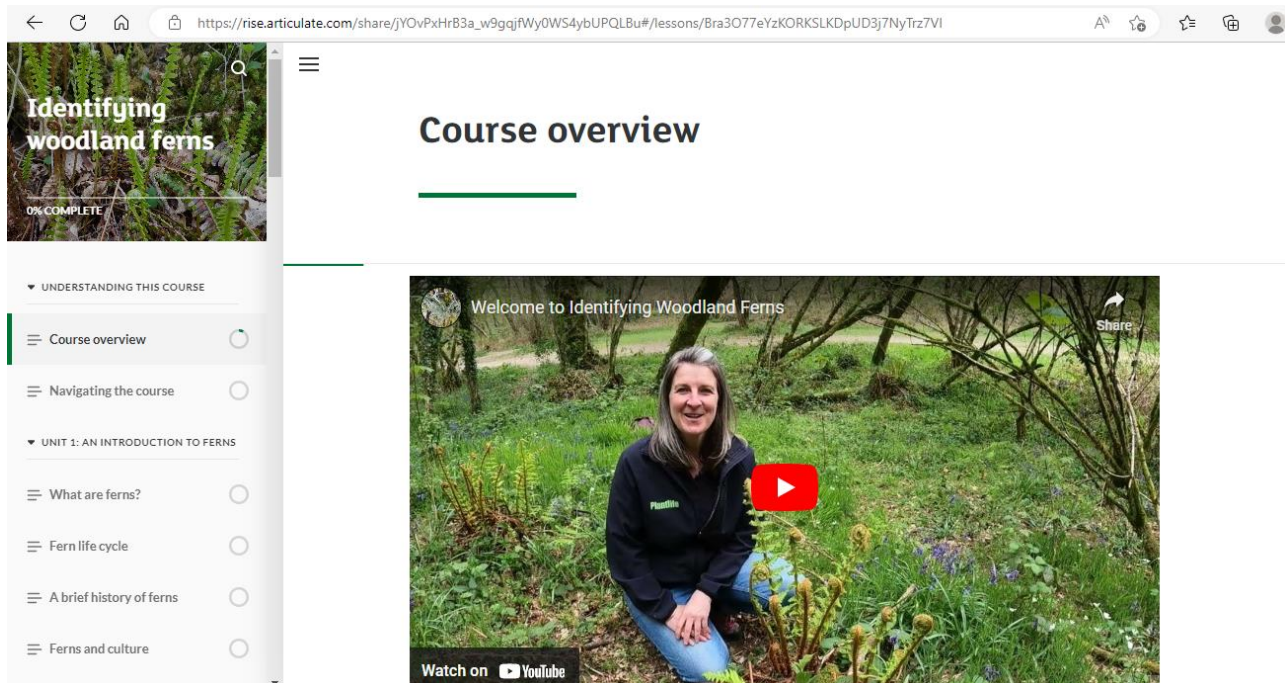 https://rise.articulate.com/share/jYOvPxHrB3a_w9gqjfWy0WS4ybUPQLBu#/lessons/Bra3O77eYzKORKSLKDpUD3j7NyTrz7VI
Identifying
woodland ferns
0% COMPLETE
UNDERSTANDING THIS COURSE
Course overview
Navigating the course
UNIT 1: AN INTRODUCTION TO FERNS
What are ferns?
Fern life cycle
A brief history of ferns
Ferns and culture
Course overview
Welcome to Identifying Woodland Ferns
Share
Plantlife
Watch on YouTube